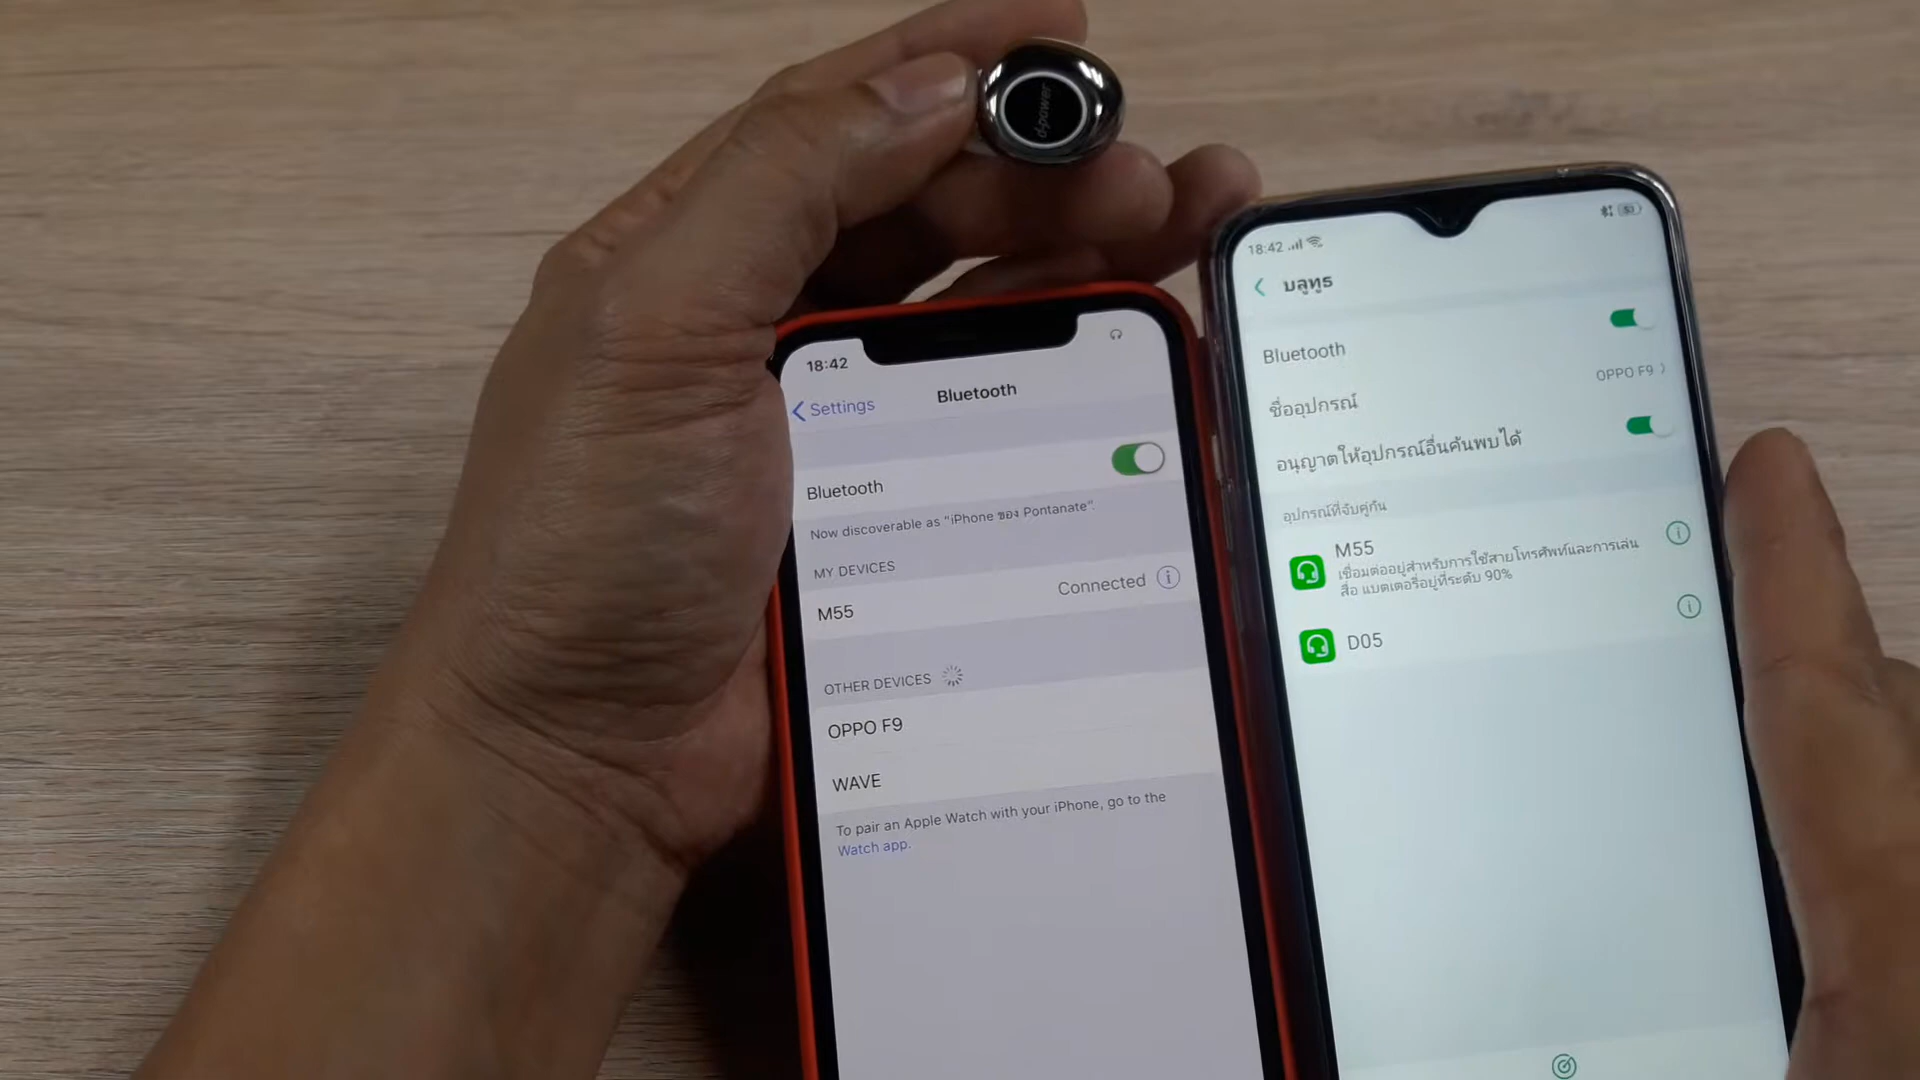 d-power
18:42
Settings
Bluetooth
Bluetooth
Now discoverable as “iPhone ของ Pontanate”.
MY DEVICES
M55
Connected
OTHER DEVICES
OPPO F9
WAVE
To pair an Apple Watch with your iPhone, go to the
Watch app.
18:42
บลูทูธ
Bluetooth
ชื่ออุปกรณ์
OPPO F9
อนุญาตให้อุปกรณ์อื่นค้นพบได้
อุปกรณ์ที่จับคู่กัน
M55
เชื่อมต่ออยู่สำหรับการใช้สายโทรศัพท์และการเล่น
สื่อ แบตเตอรี่อยู่ที่ระดับ 90%
D05